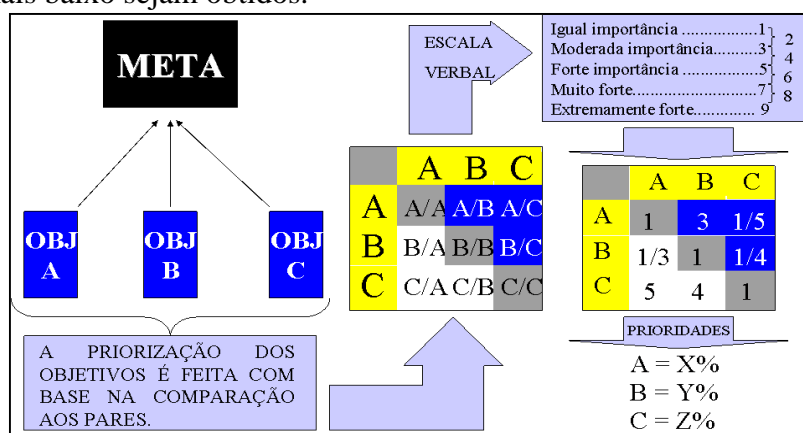 ais baixo sejam obtidos.
META
OBJ
A
OBJ
B
OBJ
C
A PRIORIZAÇÃO DOS
OBJETIVOS É FEITA COM
BASE NA COMPARAÇÃO
AOS PARES.
ESCALA
VERBAL
Igual importância ..................1
Moderada importância.........3
Forte importância .................5
Muito forte............................7
Extremamente forte.............. 9
2
4
6
8
A B C
A A/A A/B A/C
B B/A B/B B/C
C C/A C/B C/C
A B C
A 1 3 1/5
B 1/3 1 1/4
C 5 4 1
PRIORIDADES
A = X%
B = Y%
C = Z%